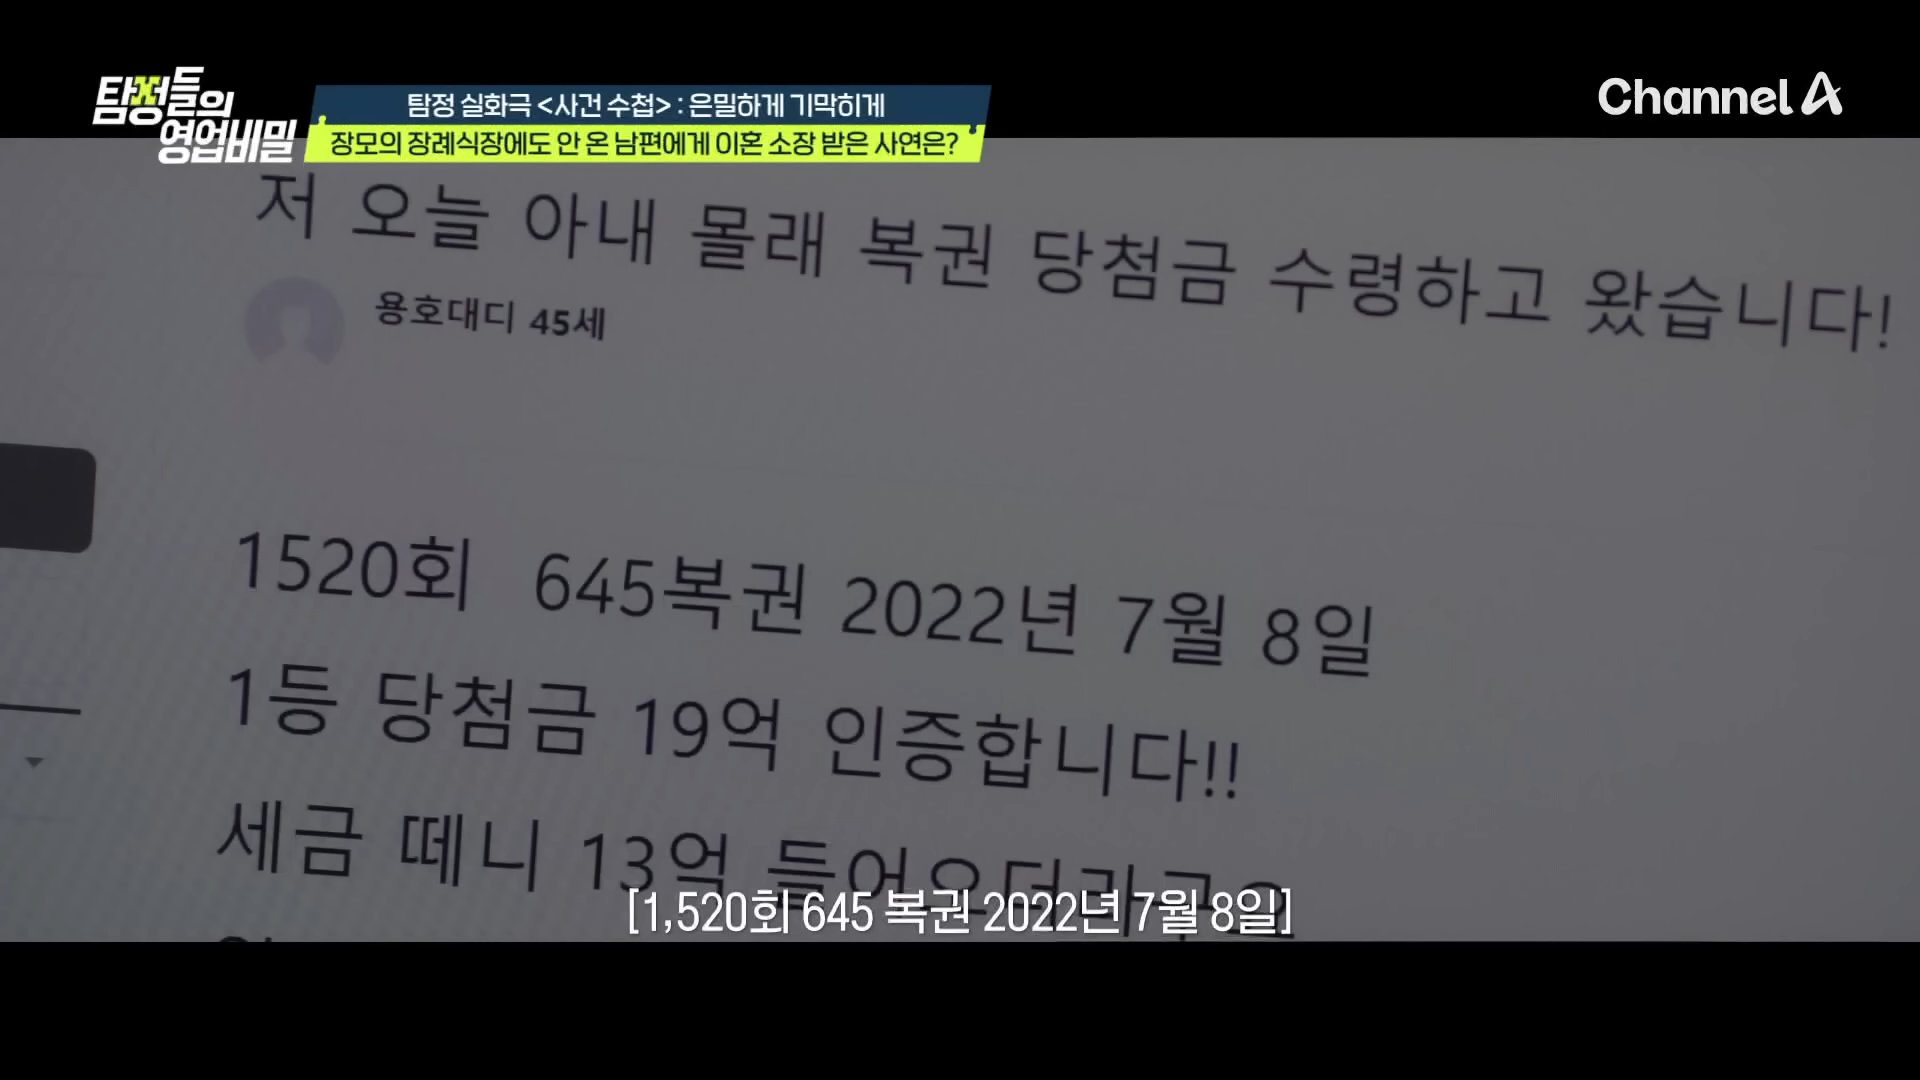 탐정들의
영업비밀
탐정 실화극 <사건 수첩> : 은밀하게 기막히게
장모의 장례식장에도 안 온 남편에게 이혼 소장 받은 사연은?
Channel A
저 오늘 아내 몰래 복권 당첨금 수령하고 왔습니다!
용호대디 45세
1520회 645복권 2022년 7월 8일
1등 당첨금 19억 인증합니다!!
세금 떼니 13억 들어오더라구요
[1,520회 645 복권 2022년 7월 8일]